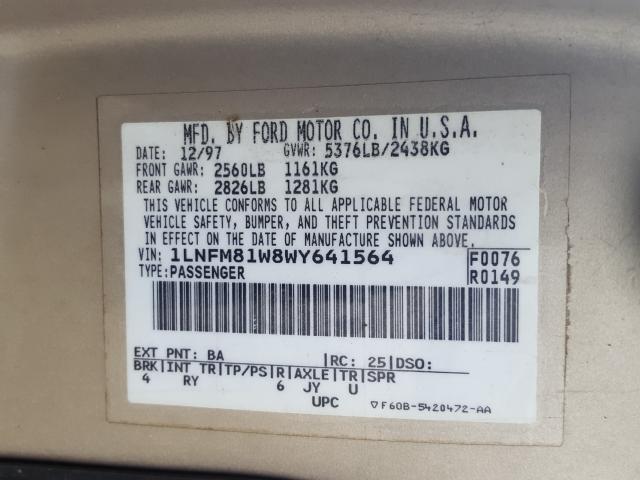 MFD. BY FORD MOTOR CO. IN U.S.A.
DATE: 12/97 GVWR: 5376LB/2438KG
FRONT GAWR: 2560LB 1161KG
REAR GAWR: 2826LB 1281KG
THIS VEHICLE CONFORMS TO ALL APPLICABLE FEDERAL MOTOR
VEHICLE SAFETY, BUMPER, AND THEFT PREVENTION STANDARDS
IN EFFECT ON THE DATE OF MANUFACTURE SHOWN ABOVE.
VIN: 1LNFM81W8WY641564 F0076
TYPE: PASSENGER R0149
EXT PNT: BA RC: 25 DSO:
BRK INT TR TP/PS R AXLE TR SPR
4 RY 6 JY U
UPC ▽F60B-5420472-AA